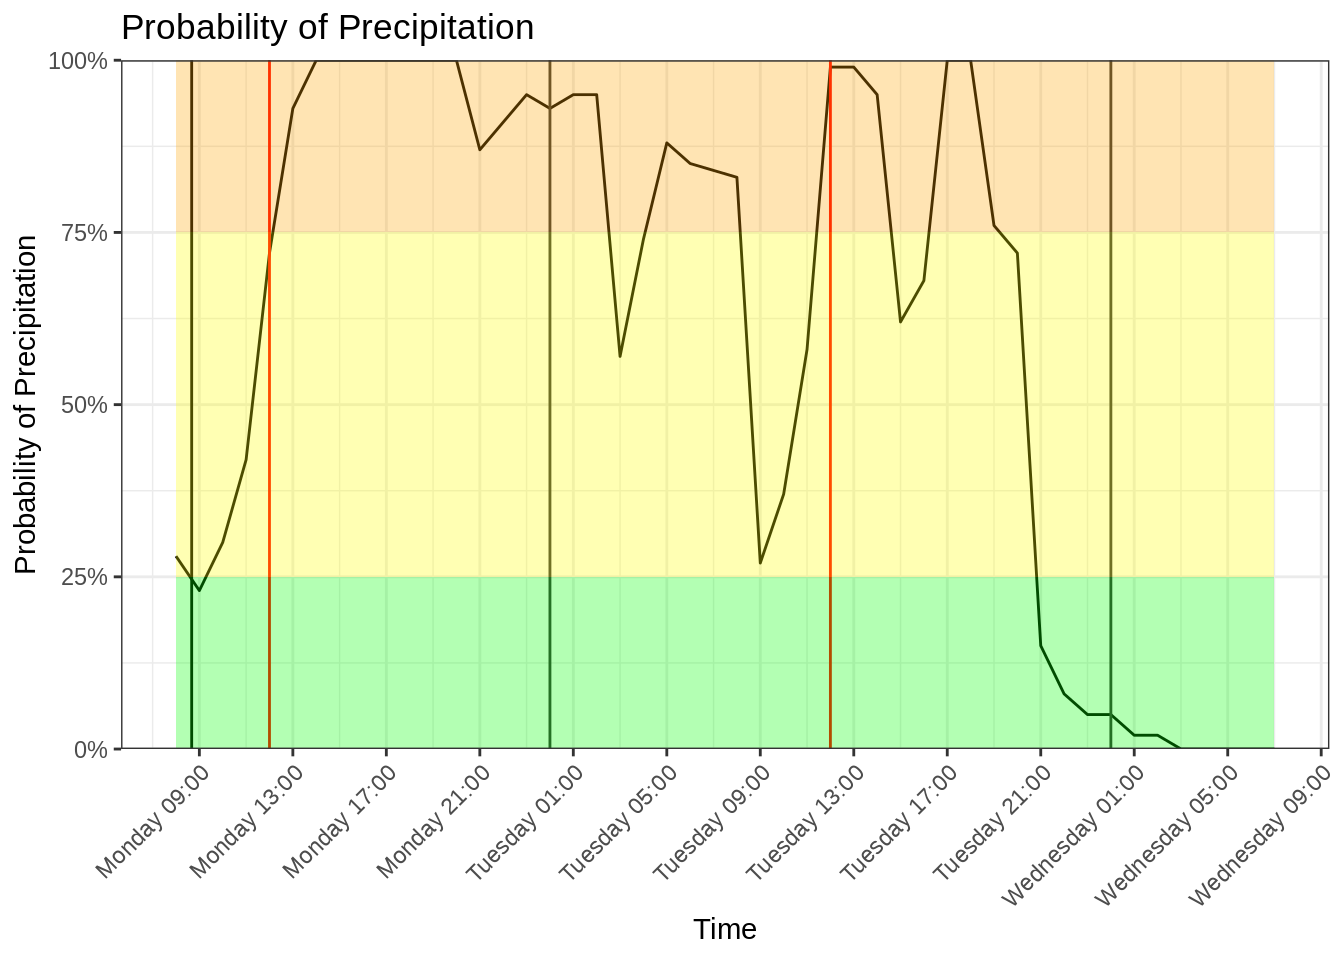 Probability of Precipitation
Probability of Precipitation
100%
75%
50%
25%
0%
Monday 09:00
Monday 13:00
Monday 17:00
Monday 21:00
Tuesday 01:00
Tuesday 05:00
Tuesday 09:00
Tuesday 13:00
Tuesday 17:00
Tuesday 21:00
Wednesday 01:00
Wednesday 05:00
Wednesday 09:00
Time